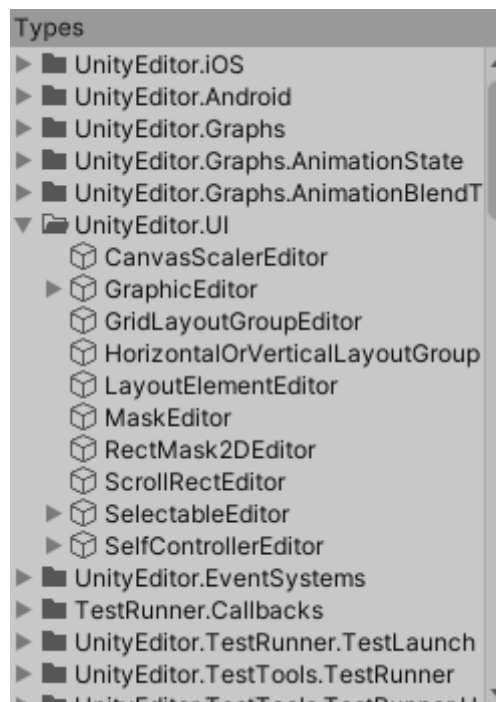 Types
UnityEditor.iOS
UnityEditor.Android
UnityEditor.Graphs
UnityEditor.Graphs.AnimationState
UnityEditor.Graphs.AnimationBlendT
UnityEditor.UI
CanvasScalerEditor
GraphicEditor
GridLayoutGroupEditor
HorizontalOrVerticalLayoutGroup
LayoutElementEditor
MaskEditor
RectMask2DEditor
ScrollRectEditor
SelectableEditor
SelfControllerEditor
UnityEditor.EventSystems
TestRunner.Callbacks
UnityEditor.TestRunner.TestLaunch
UnityEditor.TestTools.TestRunner